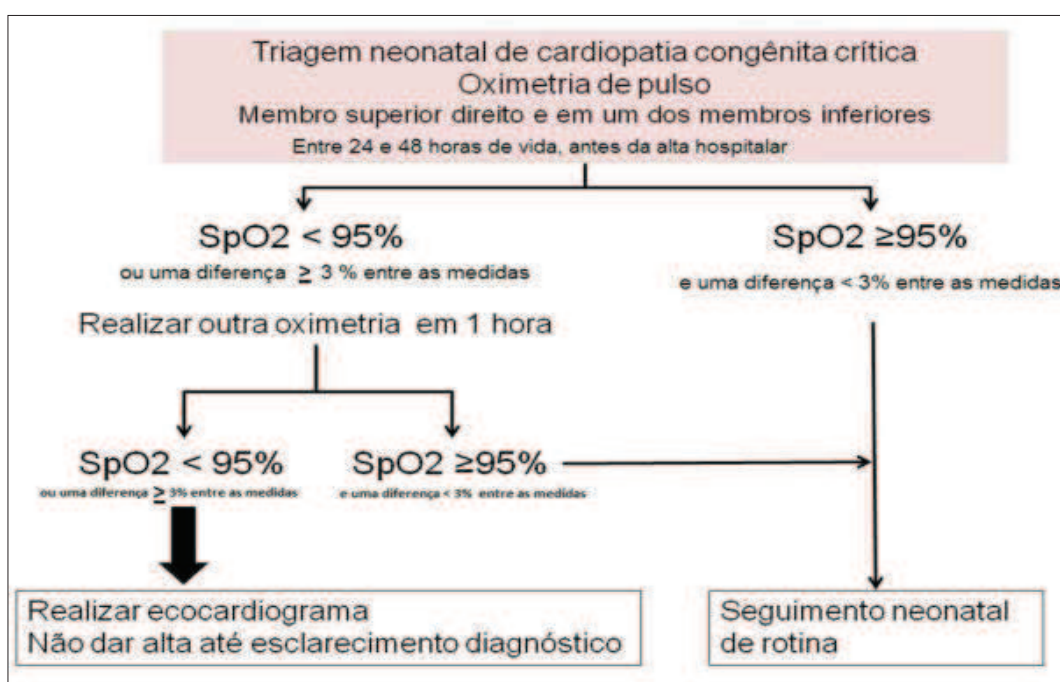 Triagem neonatal de cardiopatia congênita crítica
Oximetria de pulso
Membro superior direito e em um dos membros inferiores
Entre 24 e 48 horas de vida, antes da alta hospitalar
SpO2 < 95%
ou uma diferença ≥ 3 % entre as medidas
SpO2 ≥95%
e uma diferença < 3% entre as medidas
Realizar outra oximetria em 1 hora
SpO2 < 95%
ou uma diferença ≥ 3% entre as medidas
SpO2 ≥95%
e uma diferença < 3% entre as medidas
Realizar ecocardiograma
Não dar alta até esclarecimento diagnóstico
Seguimento neonatal
de rotina